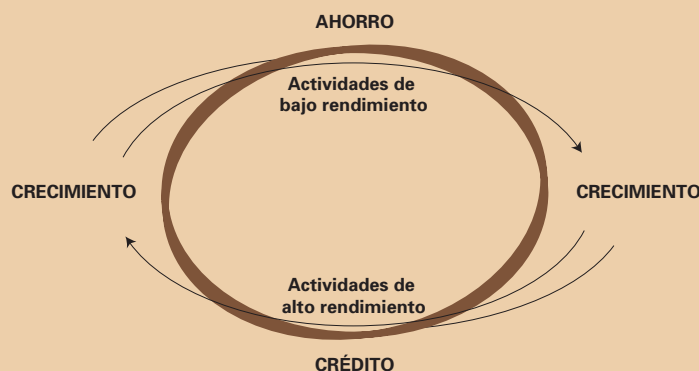 AHORRO
Actividades de
bajo rendimiento
CRECIMIENTO
CRECIMIENTO
Actividades de
alto rendimiento
CRÉDITO